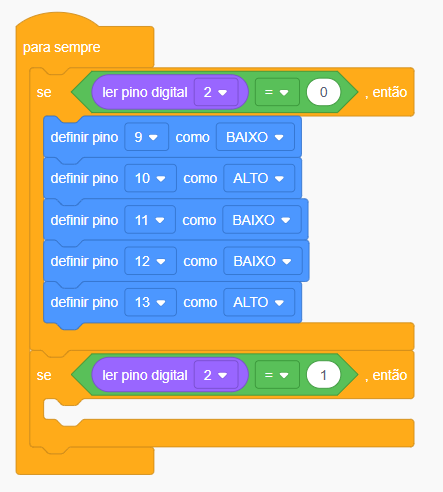 para sempre
se ler pino digital 2 = 0 , então
definir pino 9 como BAIXO
definir pino 10 como ALTO
definir pino 11 como BAIXO
definir pino 12 como BAIXO
definir pino 13 como ALTO
se ler pino digital 2 = 1 , então